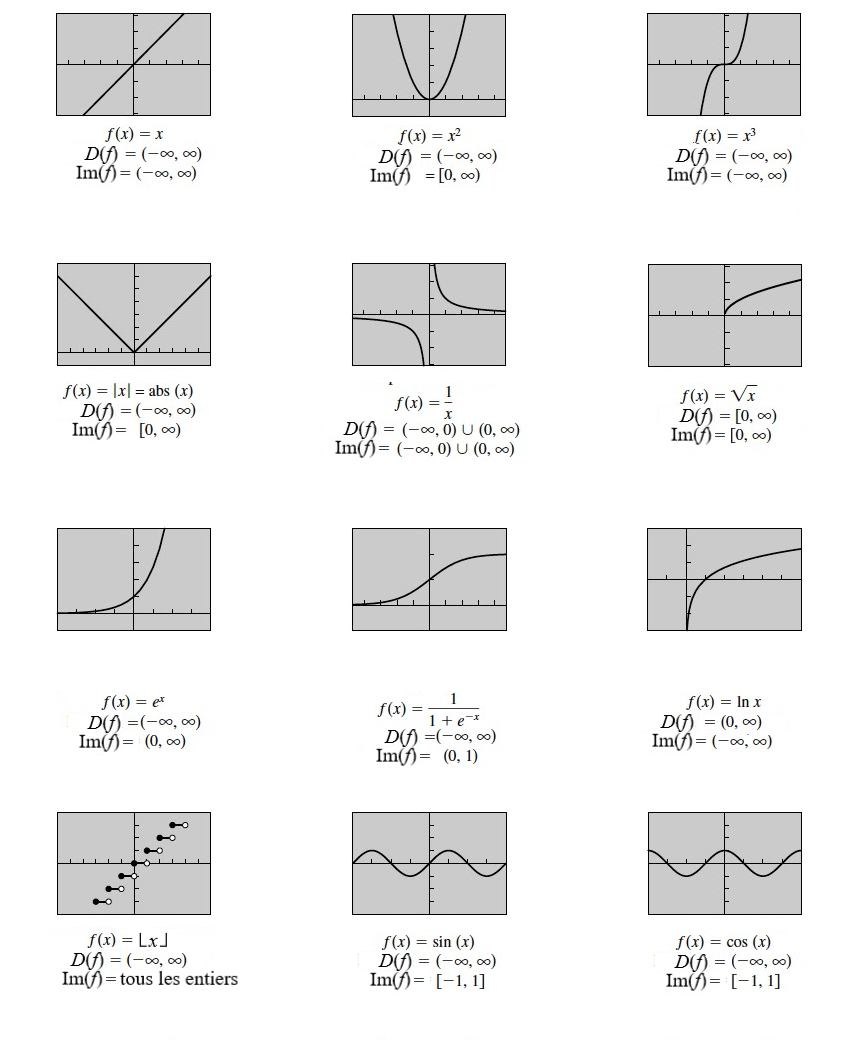 f(x) = x
D(f) = (−∞, ∞)
Im(f) = (−∞, ∞)
f(x) = x²
D(f) = (−∞, ∞)
Im(f) = [0, ∞)
f(x) = x³
D(f) = (−∞, ∞)
Im(f) = (−∞, ∞)
f(x) = |x| = abs (x)
D(f) = (−∞, ∞)
Im(f) = [0, ∞)
f(x) = 1/x
D(f) = (−∞, 0) ∪ (0, ∞)
Im(f) = (−∞, 0) ∪ (0, ∞)
f(x) = √x
D(f) = [0, ∞)
Im(f) = [0, ∞)
f(x) = eˣ
D(f) = (−∞, ∞)
Im(f) = (0, ∞)
f(x) = 1/(1 + e⁻ˣ)
D(f) = (−∞, ∞)
Im(f) = (0, 1)
f(x) = ln x
D(f) = (0, ∞)
Im(f) = (−∞, ∞)
f(x) = ⌊x⌋
D(f) = (−∞, ∞)
Im(f) = tous les entiers
f(x) = sin (x)
D(f) = (−∞, ∞)
Im(f) = [−1, 1]
f(x) = cos (x)
D(f) = (−∞, ∞)
Im(f) = [−1, 1]